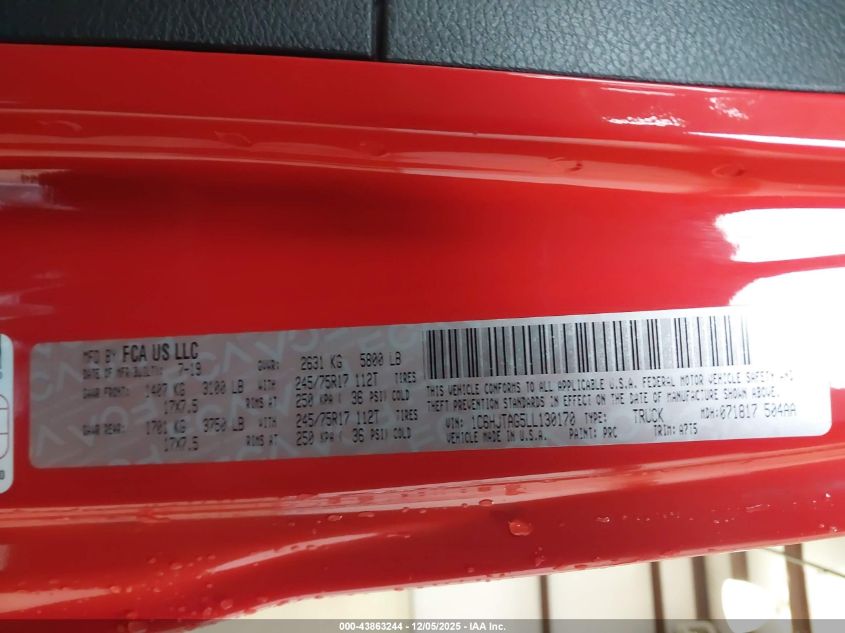 MFD BY FCA US LLC
DATE OF MFR.BUILT: 7-19 GVWR: 2631 KG 5800 LB
GAWR FRONT: 1407 KG 3100 LB WITH 245/75R17 112T TIRES
17X7.5 RIMS AT 250 KPA( 36 PSI) COLD
GAWR REAR: 1701 KG 3750 LB WITH 245/75R17 112T TIRES
17X7.5 RIMS AT 250 KPA( 36 PSI) COLD
THIS VEHICLE CONFORMS TO ALL APPLICABLE U.S.A. FEDERAL MOTOR VEHICLE SAFETY AND
THEFT PREVENTION STANDARDS IN EFFECT ON THE DATE OF MANUFACTURE SHOWN ABOVE.
VIN: 1C6HJTAG5LL130170 TYPE: TRUCK MDH:071817 504AA
MADE IN U.S.A. PAINT: PRC TRIM: A7T5
000-43863244 - 12/05/2025 - IAA Inc.